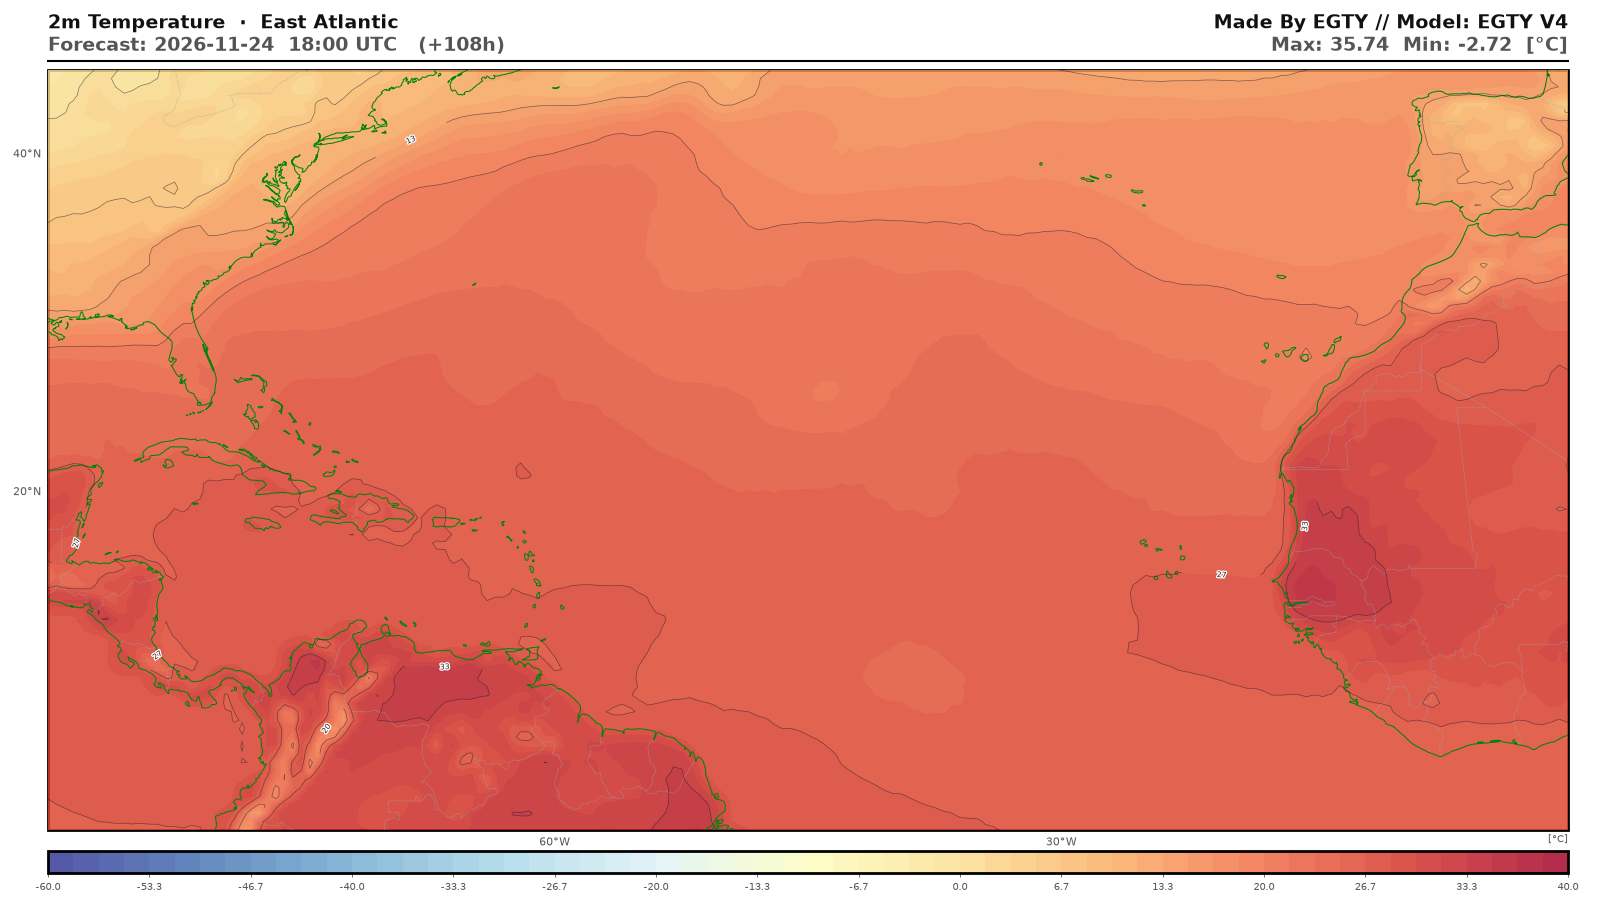 2m Temperature · East Atlantic
Made By EGTY // Model: EGTY V4
Forecast: 2026-11-24 18:00 UTC (+108h)
Max: 35.74 Min: -2.72 [°C]
13
40°N
20°N
33
27
27
27
33
20
60°W
30°W
[°C]
-60.0 -53.3 -46.7 -40.0 -33.3 -26.7 -20.0 -13.3 -6.7 0.0 6.7 13.3 20.0 26.7 33.3 40.0